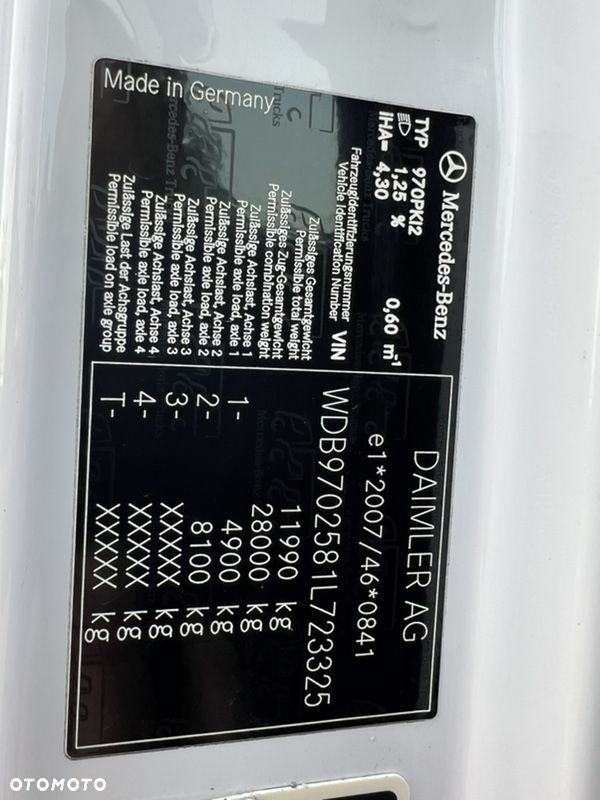 Mercedes-Benz
TYP 970PKI2
1,25 % 0,60 m⁻¹
IHA= 4,30
DAIMLER AG
e1*2007/46*0841
Fahrzeugidentifizierungsnummer
Vehicle Identification Number VIN WDB9702581L723325
Zulässiges Gesamtgewicht
Permissible total weight 11990 kg
Zulässiges Zug-Gesamtgewicht
Permissible combination weight 28000 kg
Zulässige Achslast, Achse 1
Permissible axle load, axle 1 1- 4900 kg
Zulässige Achslast, Achse 2
Permissible axle load, axle 2 2- 8100 kg
Zulässige Achslast, Achse 3
Permissible axle load, axle 3 3- XXXXX kg
Zulässige Achslast, Achse 4
Permissible axle load, axle 4 4- XXXXX kg
Zulässige Last der Achsgruppe
Permissible load on axle group T- XXXXX kg
Made in Germany
OTOMOTO